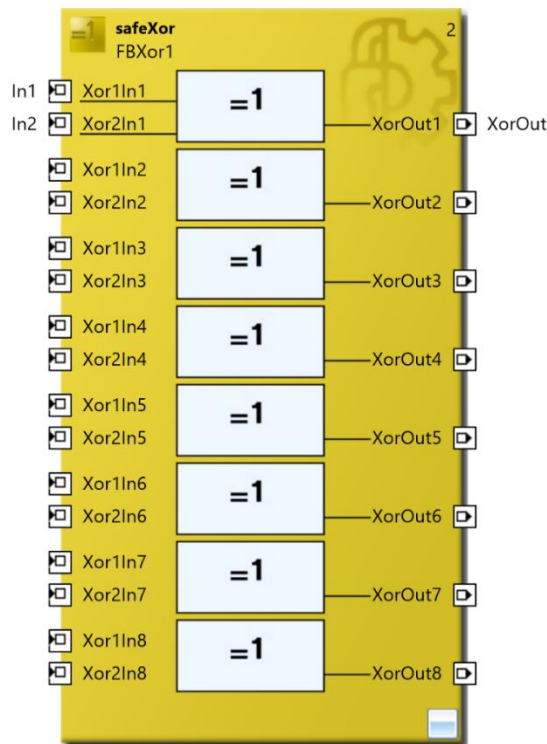 safeXor 2
FBXor1
In1 Xor1In1
=1
In2 Xor2In1 XorOut1 XorOut
Xor1In2
=1
Xor2In2 XorOut2
Xor1In3
=1
Xor2In3 XorOut3
Xor1In4
=1
Xor2In4 XorOut4
Xor1In5
=1
Xor2In5 XorOut5
Xor1In6
=1
Xor2In6 XorOut6
Xor1In7
=1
Xor2In7 XorOut7
Xor1In8
=1
Xor2In8 XorOut8